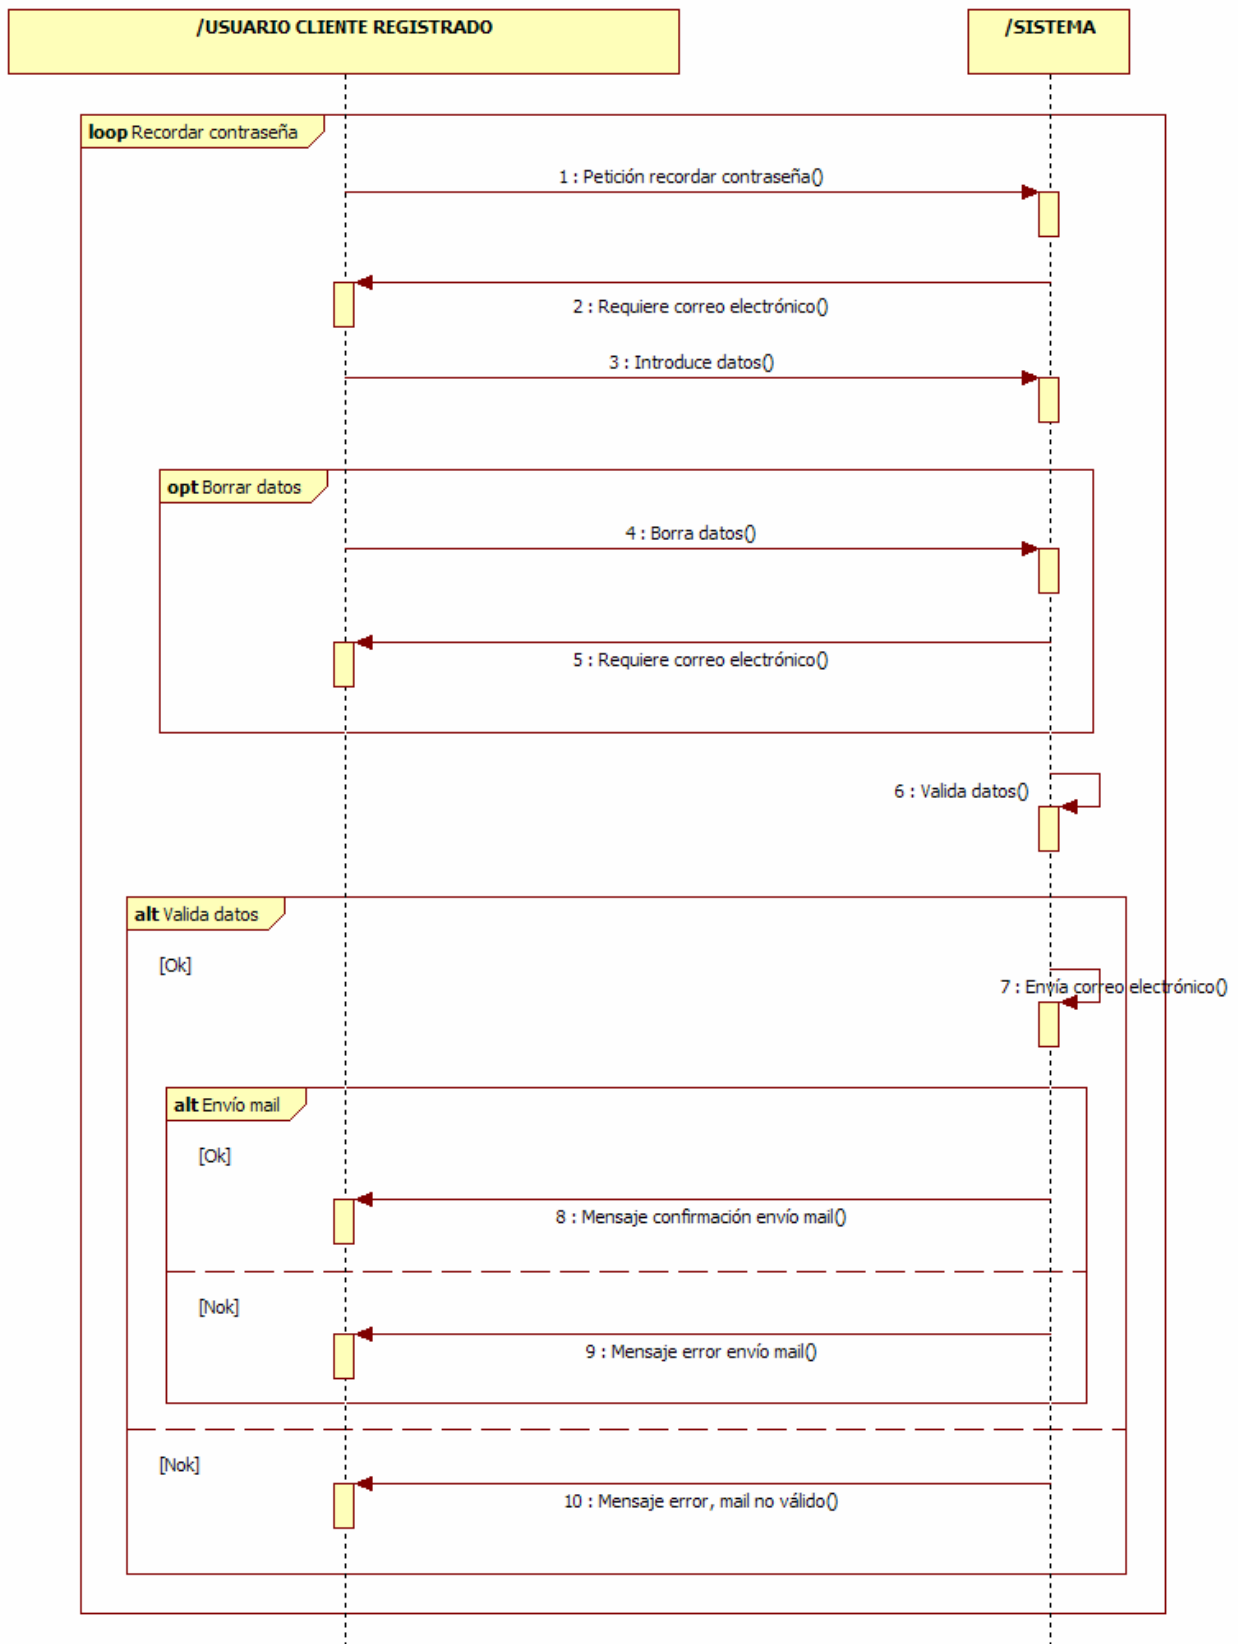 /USUARIO CLIENTE REGISTRADO
/SISTEMA
loop Recordar contraseña
1 : Petición recordar contraseña()
2 : Requiere correo electrónico()
3 : Introduce datos()
opt Borrar datos
4 : Borra datos()
5 : Requiere correo electrónico()
6 : Valida datos()
alt Valida datos
[Ok]
7 : Envía correo electrónico()
alt Envío mail
[Ok]
8 : Mensaje confirmación envío mail()
[Nok]
9 : Mensaje error envío mail()
[Nok]
10 : Mensaje error, mail no válido()